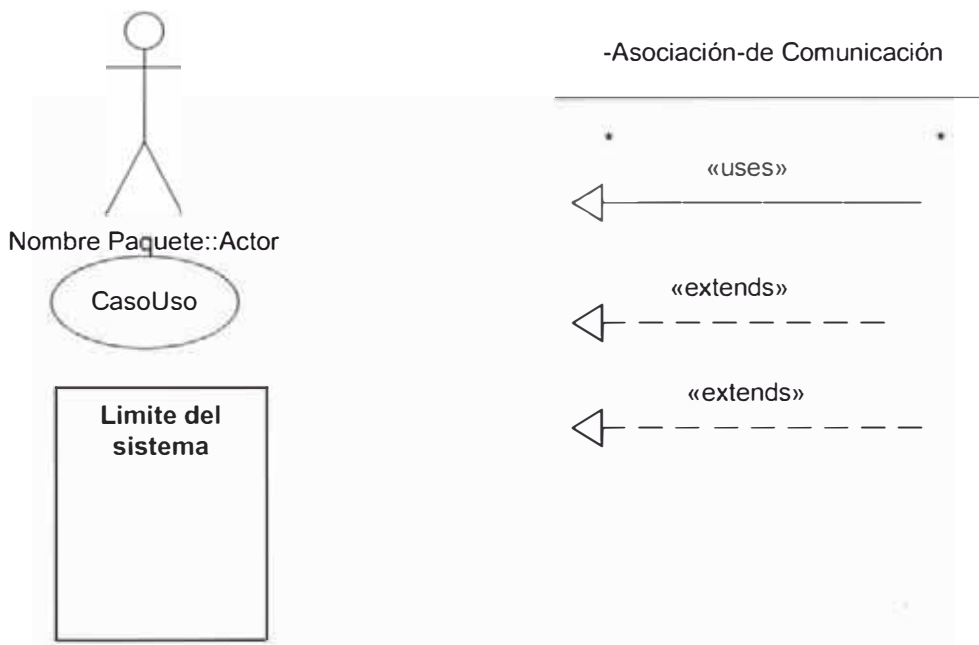 -Asociación-de Comunicación
*
*
«uses»
Nombre Paquete::Actor
CasoUso
«extends»
Limite del
sistema
«extends»